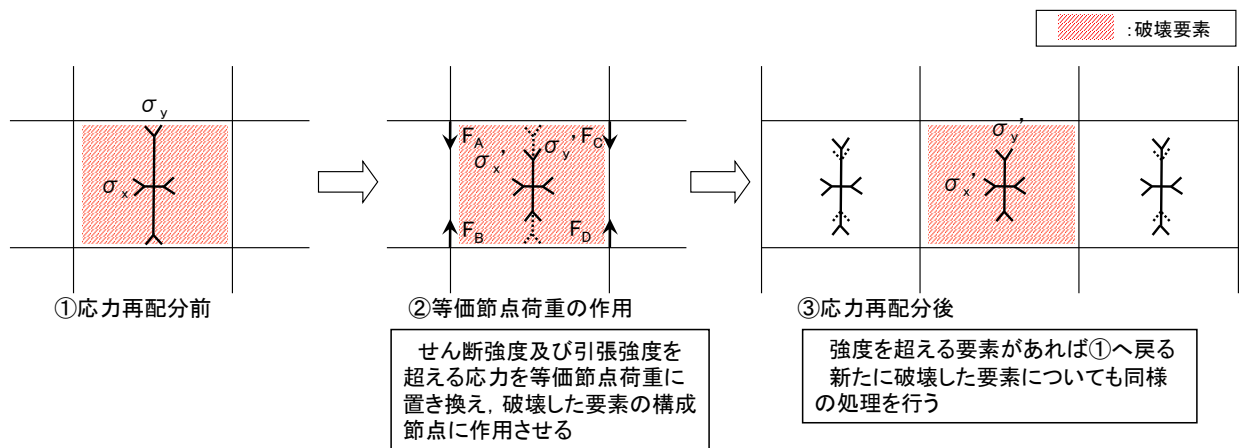 :破壊要素
σy
σx
①応力再配分前
FA
FB
σx'
σy'
FC
FD
②等価節点荷重の作用
せん断強度及び引張強度を
超える応力を等価節点荷重に
置き換え，破壊した要素の構成
節点に作用させる
σy'
σx'
③応力再配分後
強度を超える要素があれば①へ戻る
新たに破壊した要素についても同様
の処理を行う